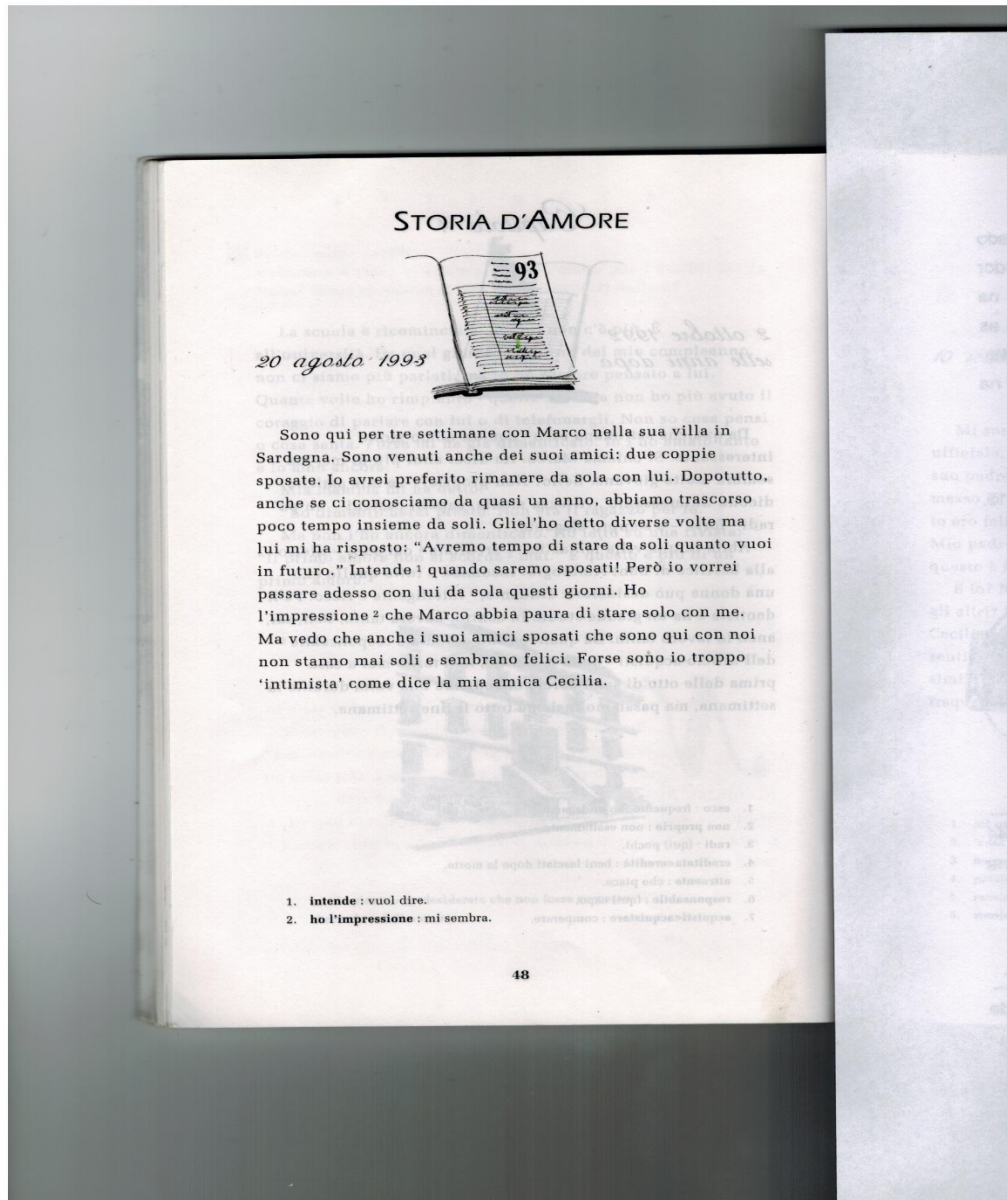 STORIA D'AMORE
93
20 agosto 1993
Sono qui per tre settimane con Marco nella sua villa in
Sardegna. Sono venuti anche dei suoi amici: due coppie
sposate. Io avrei preferito rimanere da sola con lui. Dopotutto,
anche se ci conosciamo da quasi un anno, abbiamo trascorso
poco tempo insieme da soli. Gliel'ho detto diverse volte ma
lui mi ha risposto: “Avremo tempo di stare da soli quanto vuoi
in futuro.” Intende 1 quando saremo sposati! Però io vorrei
passare adesso con lui da sola questi giorni. Ho
l'impressione 2 che Marco abbia paura di stare solo con me.
Ma vedo che anche i suoi amici sposati che sono qui con noi
non stanno mai soli e sembrano felici. Forse sono io troppo
‘intimista’ come dice la mia amica Cecilia.
1. intende : vuol dire.
2. ho l'impressione : mi sembra.
48